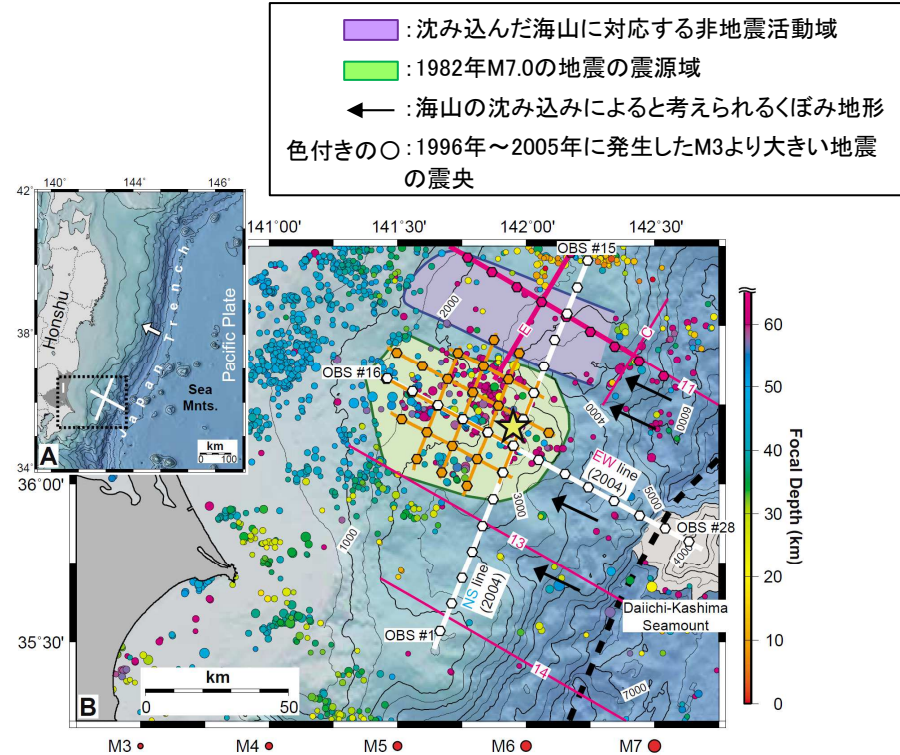 :沈み込んだ海山に対応する非地震活動域
:1982年M7.0の地震の震源域
:海山の沈み込みによると考えられるくぼみ地形
色付きの○:1996年～2005年に発生したM3より大きい地震
の震央
140° 144° 146°
42°
38°
34°
Honshu
Japan Trench
Pacific Plate
Sea
Mnts.
km
0 100
A
141°00' 141°30' 142°00' 142°30'
OBS #15
2000
E
C
11
OBS #16
4000
6000
EW line
(2004)
36°00'
3000
5000
OBS #28
4000
1000
13
NS line
(2004)
Daiichi-Kashima
Seamount
OBS #1
35°30'
14
7000
km
0 50
B
60
50
40
30
20
10
0
Focal Depth (km)
M3 M4 M5 M6 M7